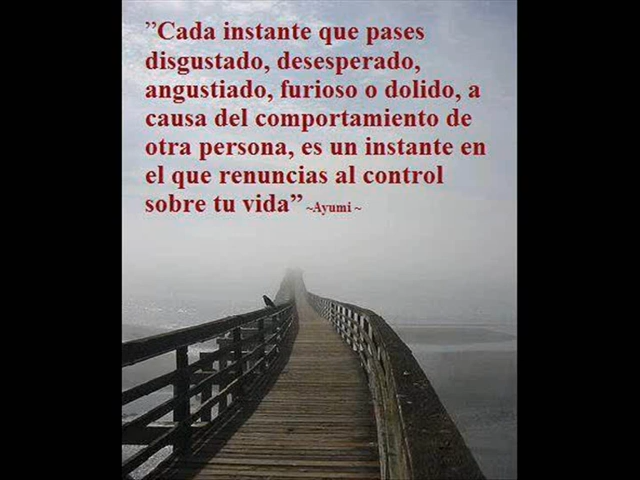 ”Cada instante que pases
disgustado, desesperado,
angustiado, furioso o dolido, a
causa del comportamiento de
otra persona, es un instante en
el que renuncias al control
sobre tu vida” ~Ayumi ~